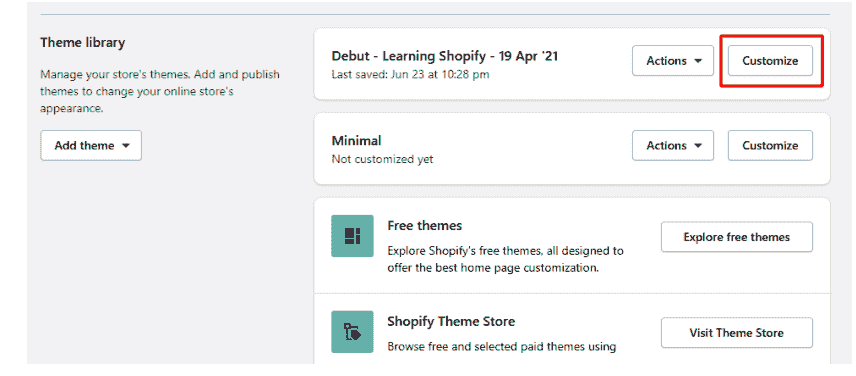 Theme library
Manage your store's themes. Add and publish
themes to change your online store's
appearance.
Add theme
Debut - Learning Shopify - 19 Apr '21
Last saved: Jun 23 at 10:28 pm
Actions
Customize
Minimal
Not customized yet
Actions
Customize
Free themes
Explore Shopify's free themes, all designed to
offer the best home page customization.
Explore free themes
Shopify Theme Store
Browse free and selected paid themes using
Visit Theme Store